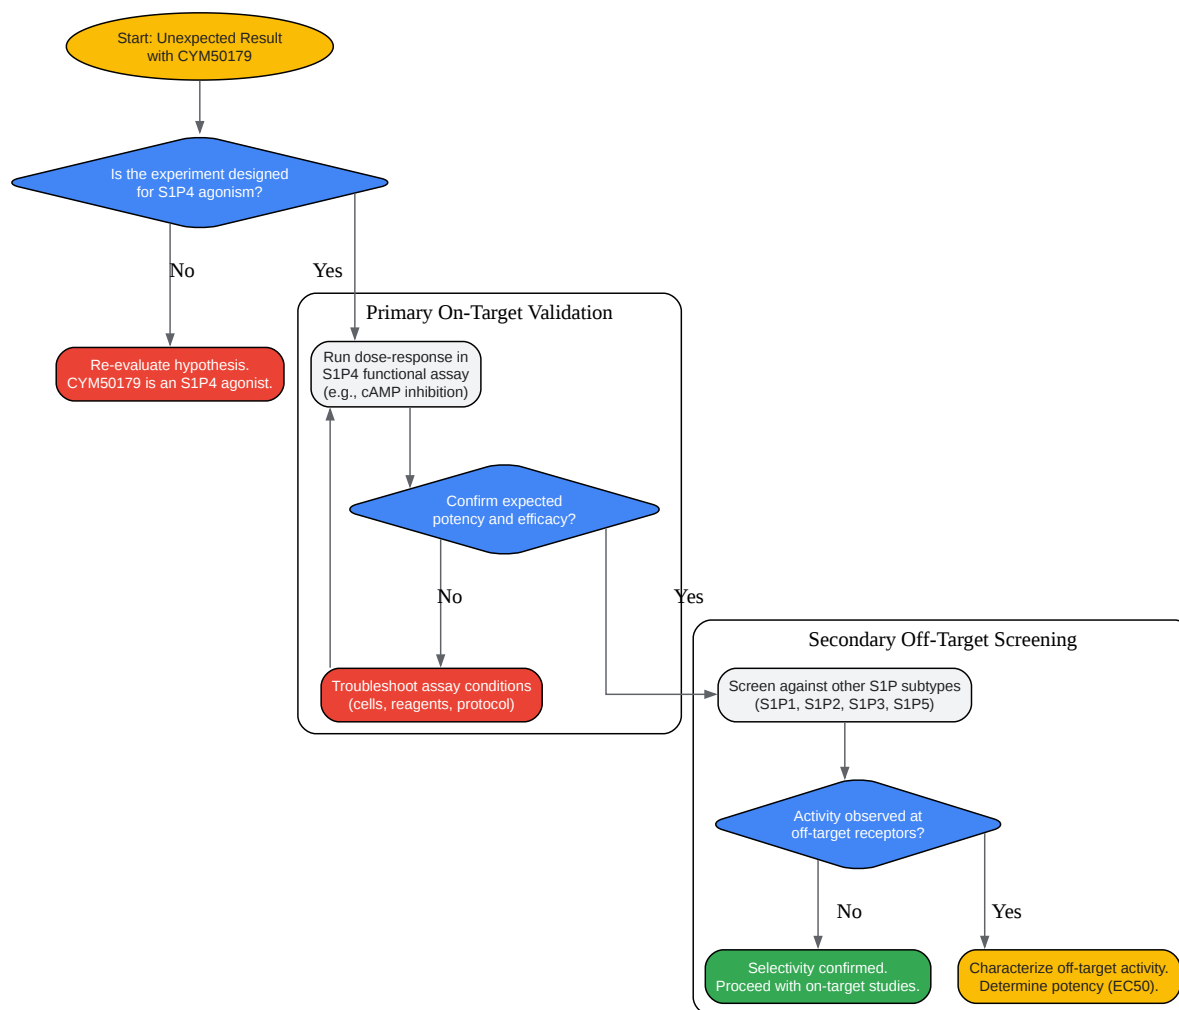 Start: Unexpected Result
with CYM50179
Is the experiment designed
for S1P4 agonism?
No
Yes
Primary On-Target Validation
Re-evaluate hypothesis.
CYM50179 is an S1P4 agonist.
Run dose-response in
S1P4 functional assay
(e.g., cAMP inhibition)
Confirm expected
potency and efficacy?
No
Yes
Troubleshoot assay conditions
(cells, reagents, protocol)
Secondary Off-Target Screening
Screen against other S1P subtypes
(S1P1, S1P2, S1P3, S1P5)
Activity observed at
off-target receptors?
No
Yes
Selectivity confirmed.
Proceed with on-target studies.
Characterize off-target activity.
Determine potency (EC50).